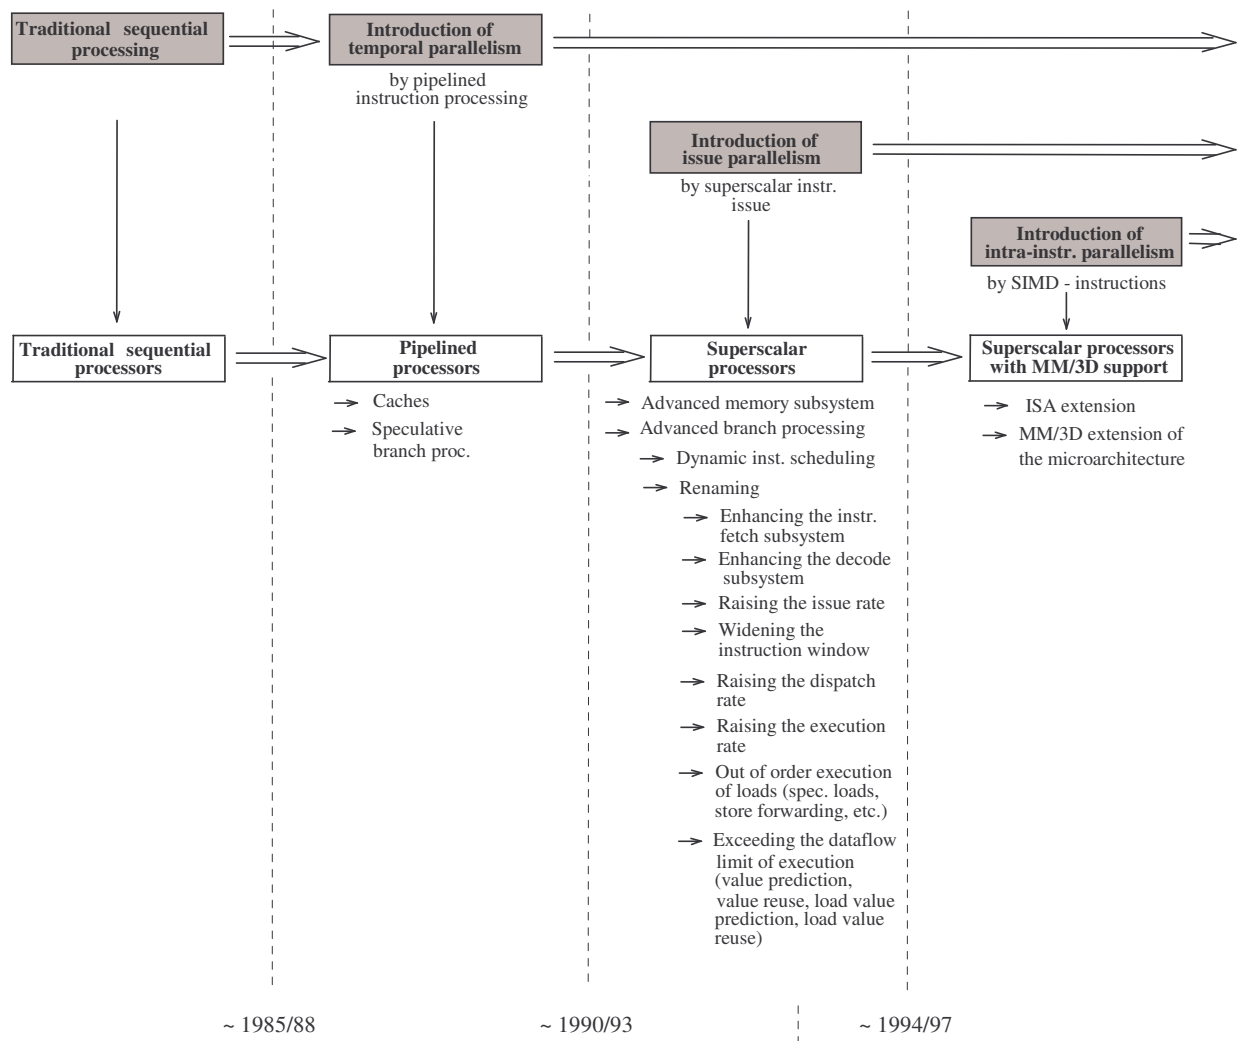 Traditional sequential
processing
Introduction of
temporal parallelism
by pipelined
instruction processing
Introduction of
issue parallelism
by superscalar instr.
issue
Introduction of
intra-instr. parallelism
by SIMD - instructions
Traditional sequential
processors
Pipelined
processors
Superscalar
processors
Superscalar processors
with MM/3D support
Caches
Speculative
branch proc.
Advanced memory subsystem
Advanced branch processing
Dynamic inst. scheduling
Renaming
Enhancing the instr.
fetch subsystem
Enhancing the decode
subsystem
Raising the issue rate
Widening the
instruction window
Raising the dispatch
rate
Raising the execution
rate
Out of order execution
of loads (spec. loads,
store forwarding, etc.)
Exceeding the dataflow
limit of execution
(value prediction,
value reuse, load value
prediction, load value
reuse)
ISA extension
MM/3D extension of
the microarchitecture
~ 1985/88
~ 1990/93
~ 1994/97